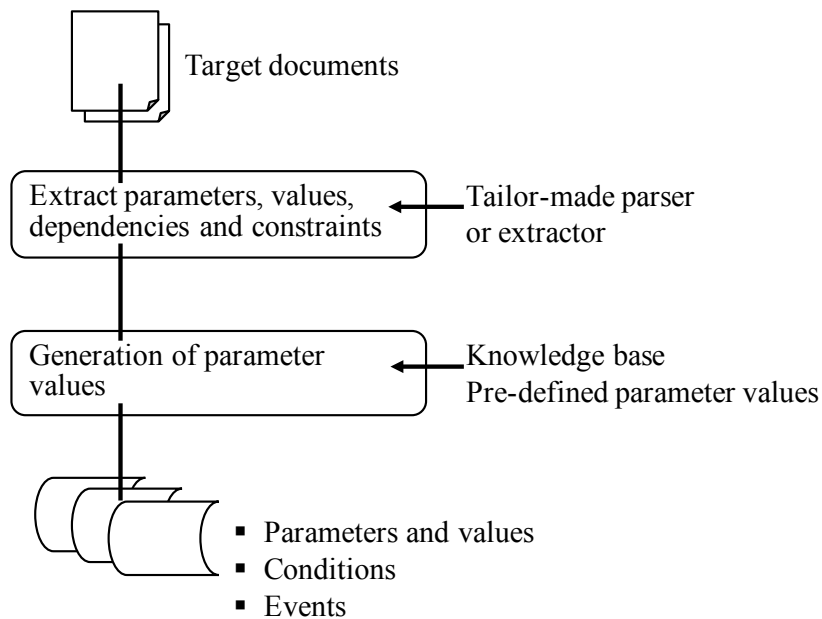 Target documents
Extract parameters, values,
dependencies and constraints
Tailor-made parser
or extractor
Generation of parameter
values
Knowledge base
Pre-defined parameter values
▪ Parameters and values
▪ Conditions
▪ Events